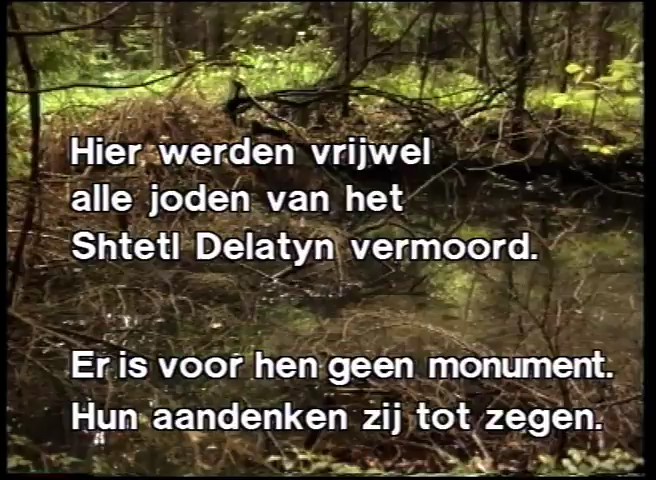 Hier werden vrijwel
alle joden van het
Shtetl Delatyn vermoord.
Er is voor hen geen monument.
Hun aandenken zij tot zegen.